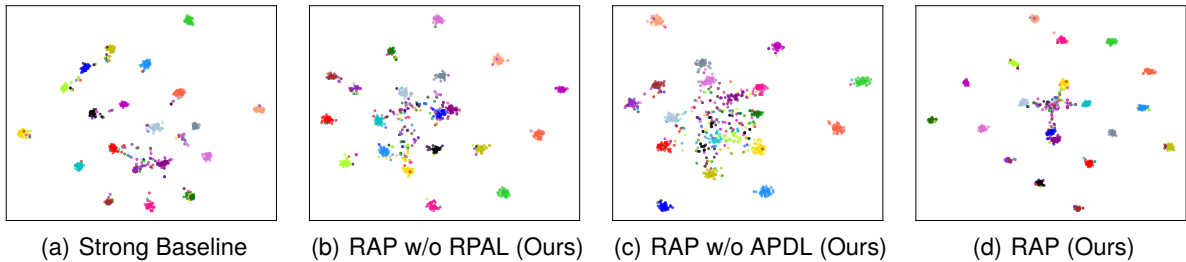 (a) Strong Baseline
(b) RAP w/o RPAL (Ours)
(c) RAP w/o APDL (Ours)
(d) RAP (Ours)